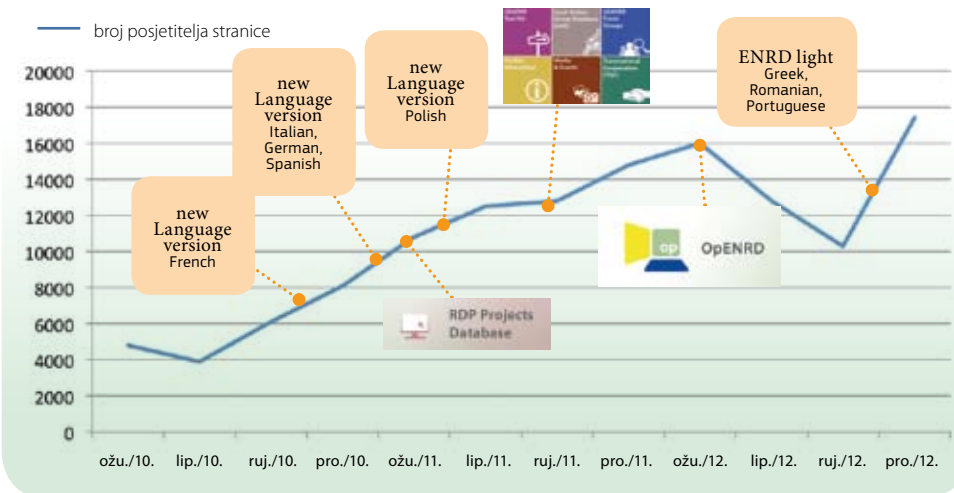 broj posjetitelja stranice
20000
18000
16000
14000
12000
10000
8000
6000
4000
2000
0
new
Language
version
French
new
Language
version
Italian,
German,
Spanish
new
Language
version
Polish
ENRD light
Greek,
Romanian,
Portuguese
RDP Projects
Database
op
OpENRD
ožu./10.
lip./10.
ruj./10.
pro./10.
ožu./11.
lip./11.
ruj./11.
pro./11.
ožu./12.
lip./12.
ruj./12.
pro./12.